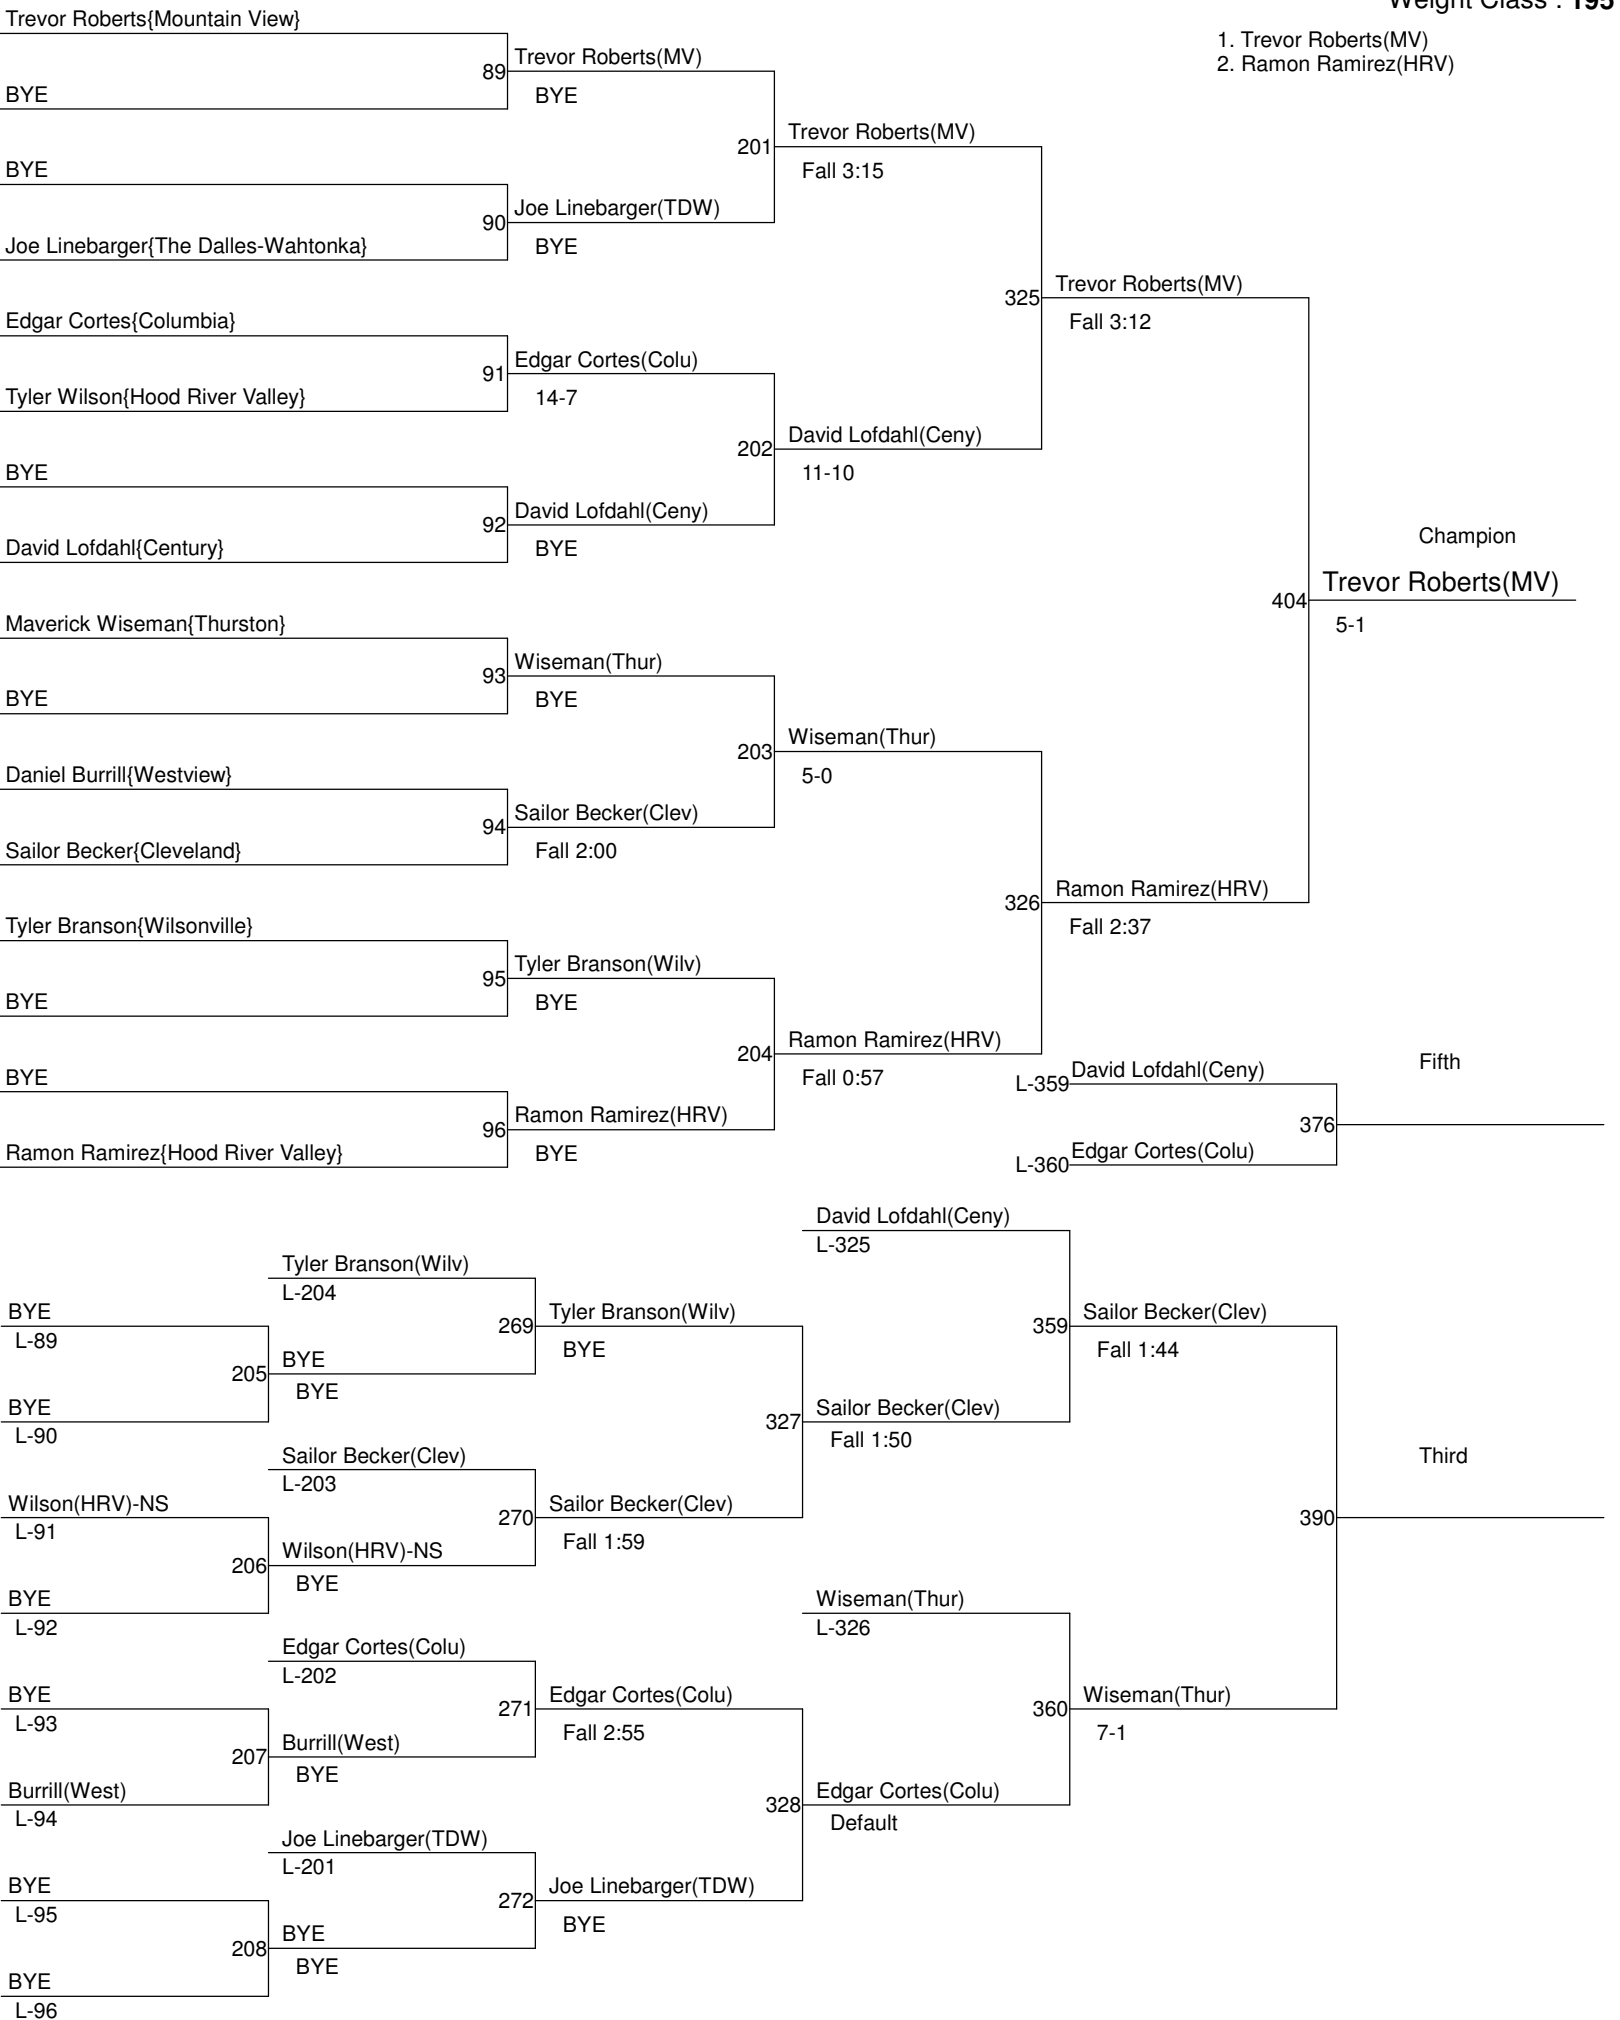 Weight Class : 195
1. Trevor Roberts(MV)
2. Ramon Ramirez(HRV)
Trevor Roberts{Mountain View}
BYE
89
Trevor Roberts(MV)
BYE
BYE
Joe Linebarger{The Dalles-Wahtonka}
90
Joe Linebarger(TDW)
BYE
201
Trevor Roberts(MV)
Fall 3:15
Edgar Cortes{Columbia}
Tyler Wilson{Hood River Valley}
91
Edgar Cortes(Colu)
14-7
BYE
David Lofdahl{Century}
92
David Lofdahl(Ceny)
BYE
202
David Lofdahl(Ceny)
11-10
325
Trevor Roberts(MV)
Fall 3:12
Maverick Wiseman{Thurston}
BYE
93
Wiseman(Thur)
BYE
Daniel Burrill{Westview}
Sailor Becker{Cleveland}
94
Sailor Becker(Clev)
Fall 2:00
203
Wiseman(Thur)
5-0
Tyler Branson{Wilsonville}
BYE
95
Tyler Branson(Wilv)
BYE
BYE
Ramon Ramirez{Hood River Valley}
96
Ramon Ramirez(HRV)
BYE
204
Ramon Ramirez(HRV)
Fall 0:57
326
Ramon Ramirez(HRV)
Fall 2:37
Champion
404
Trevor Roberts(MV)
5-1
Fifth
L-359
David Lofdahl(Ceny)
L-360
Edgar Cortes(Colu)
376
BYE
L-89
BYE
L-90
205
Tyler Branson(Wilv)
L-204
BYE
BYE
269
Tyler Branson(Wilv)
BYE
Wilson(HRV)-NS
L-91
BYE
L-92
206
Sailor Becker(Clev)
L-203
Wilson(HRV)-NS
BYE
270
Sailor Becker(Clev)
Fall 1:59
327
Sailor Becker(Clev)
Fall 1:50
David Lofdahl(Ceny)
L-325
359
Sailor Becker(Clev)
Fall 1:44
BYE
L-93
Burrill(West)
L-94
207
Edgar Cortes(Colu)
L-202
Burrill(West)
BYE
271
Edgar Cortes(Colu)
Fall 2:55
BYE
L-95
BYE
L-96
208
Joe Linebarger(TDW)
L-201
BYE
BYE
272
Joe Linebarger(TDW)
BYE
328
Edgar Cortes(Colu)
Default
Wiseman(Thur)
L-326
360
Wiseman(Thur)
7-1
Third
390